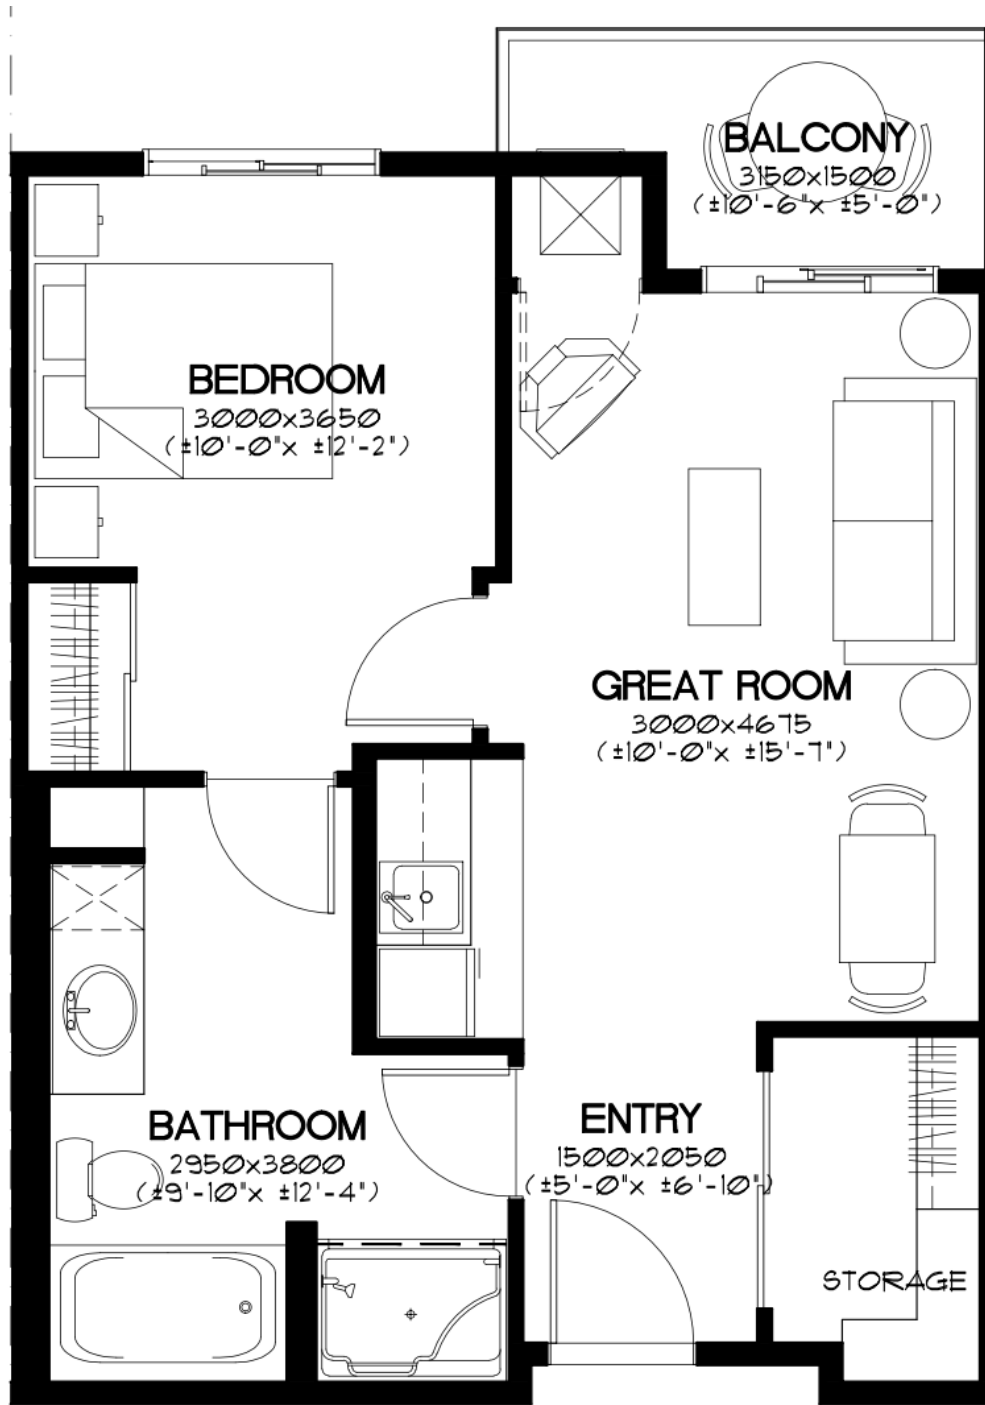 BALCONY
3150x1500
(±10'-6"x ±5'-0")
BEDROOM
3000x3650
(±10'-0"x ±12'-2")
GREAT ROOM
3000x4675
(±10'-0"x ±15'-7")
BATHROOM
2950x3800
(±9'-10"x ±12'-4")
ENTRY
1500x2050
(±5'-0"x ±6'-10")
STORAGE